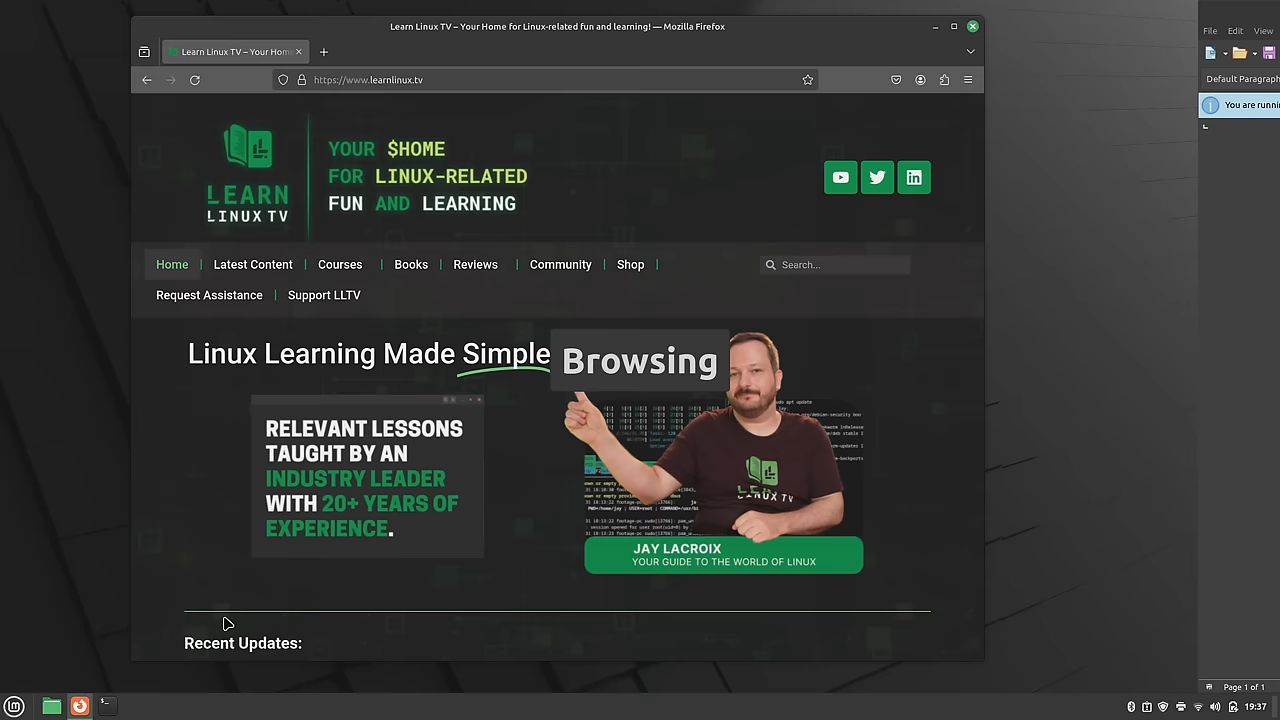 Learn Linux TV – Your Home for Linux-related fun and learning! — Mozilla Firefox
Learn Linux TV – Your Home
https://www.learnlinux.tv
File Edit View
Default Paragraph
You are runni
LEARN
LINUX TV
YOUR $HOME
FOR LINUX-RELATED
FUN AND LEARNING
Home
Latest Content
Courses
Books
Reviews
Community
Shop
Search...
Request Assistance
Support LLTV
Linux Learning Made Simple
Browsing
RELEVANT LESSONS
TAUGHT BY AN
INDUSTRY LEADER
WITH 20+ YEARS OF
EXPERIENCE.
LINUX TV
JAY LACROIX
YOUR GUIDE TO THE WORLD OF LINUX
Recent Updates:
Page 1 of 1
19:37